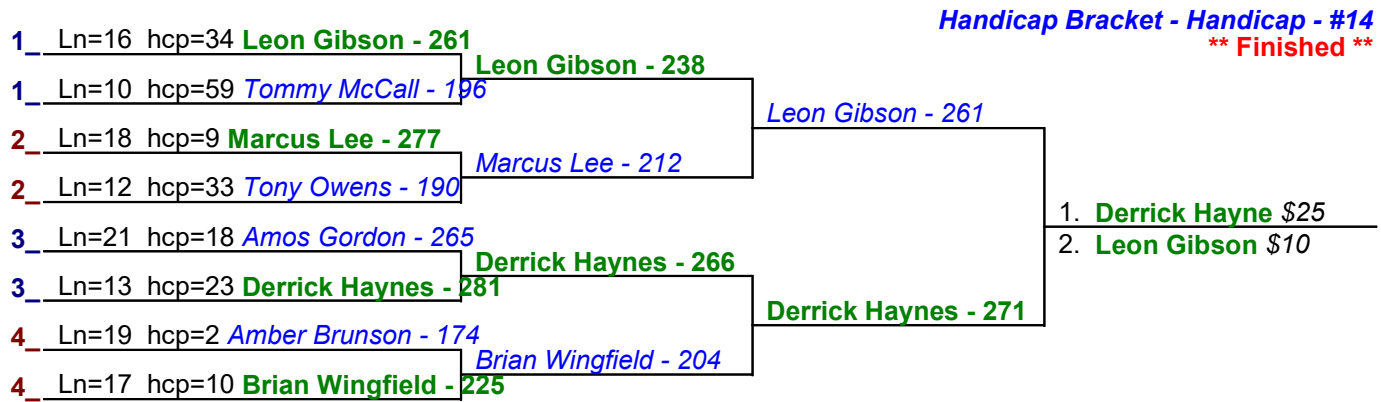 Handicap Bracket - Handicap - #14
** Finished **
1_ Ln=16 hcp=34 Leon Gibson - 261
1_ Ln=10 hcp=59 Tommy McCall - 196
2_ Ln=18 hcp=9 Marcus Lee - 277
2_ Ln=12 hcp=33 Tony Owens - 190
3_ Ln=21 hcp=18 Amos Gordon - 265
3_ Ln=13 hcp=23 Derrick Haynes - 281
4_ Ln=19 hcp=2 Amber Brunson - 174
4_ Ln=17 hcp=10 Brian Wingfield - 225
Leon Gibson - 238
Marcus Lee - 212
Derrick Haynes - 266
Brian Wingfield - 204
Leon Gibson - 261
Derrick Haynes - 271
1. Derrick Hayne $25
2. Leon Gibson $10